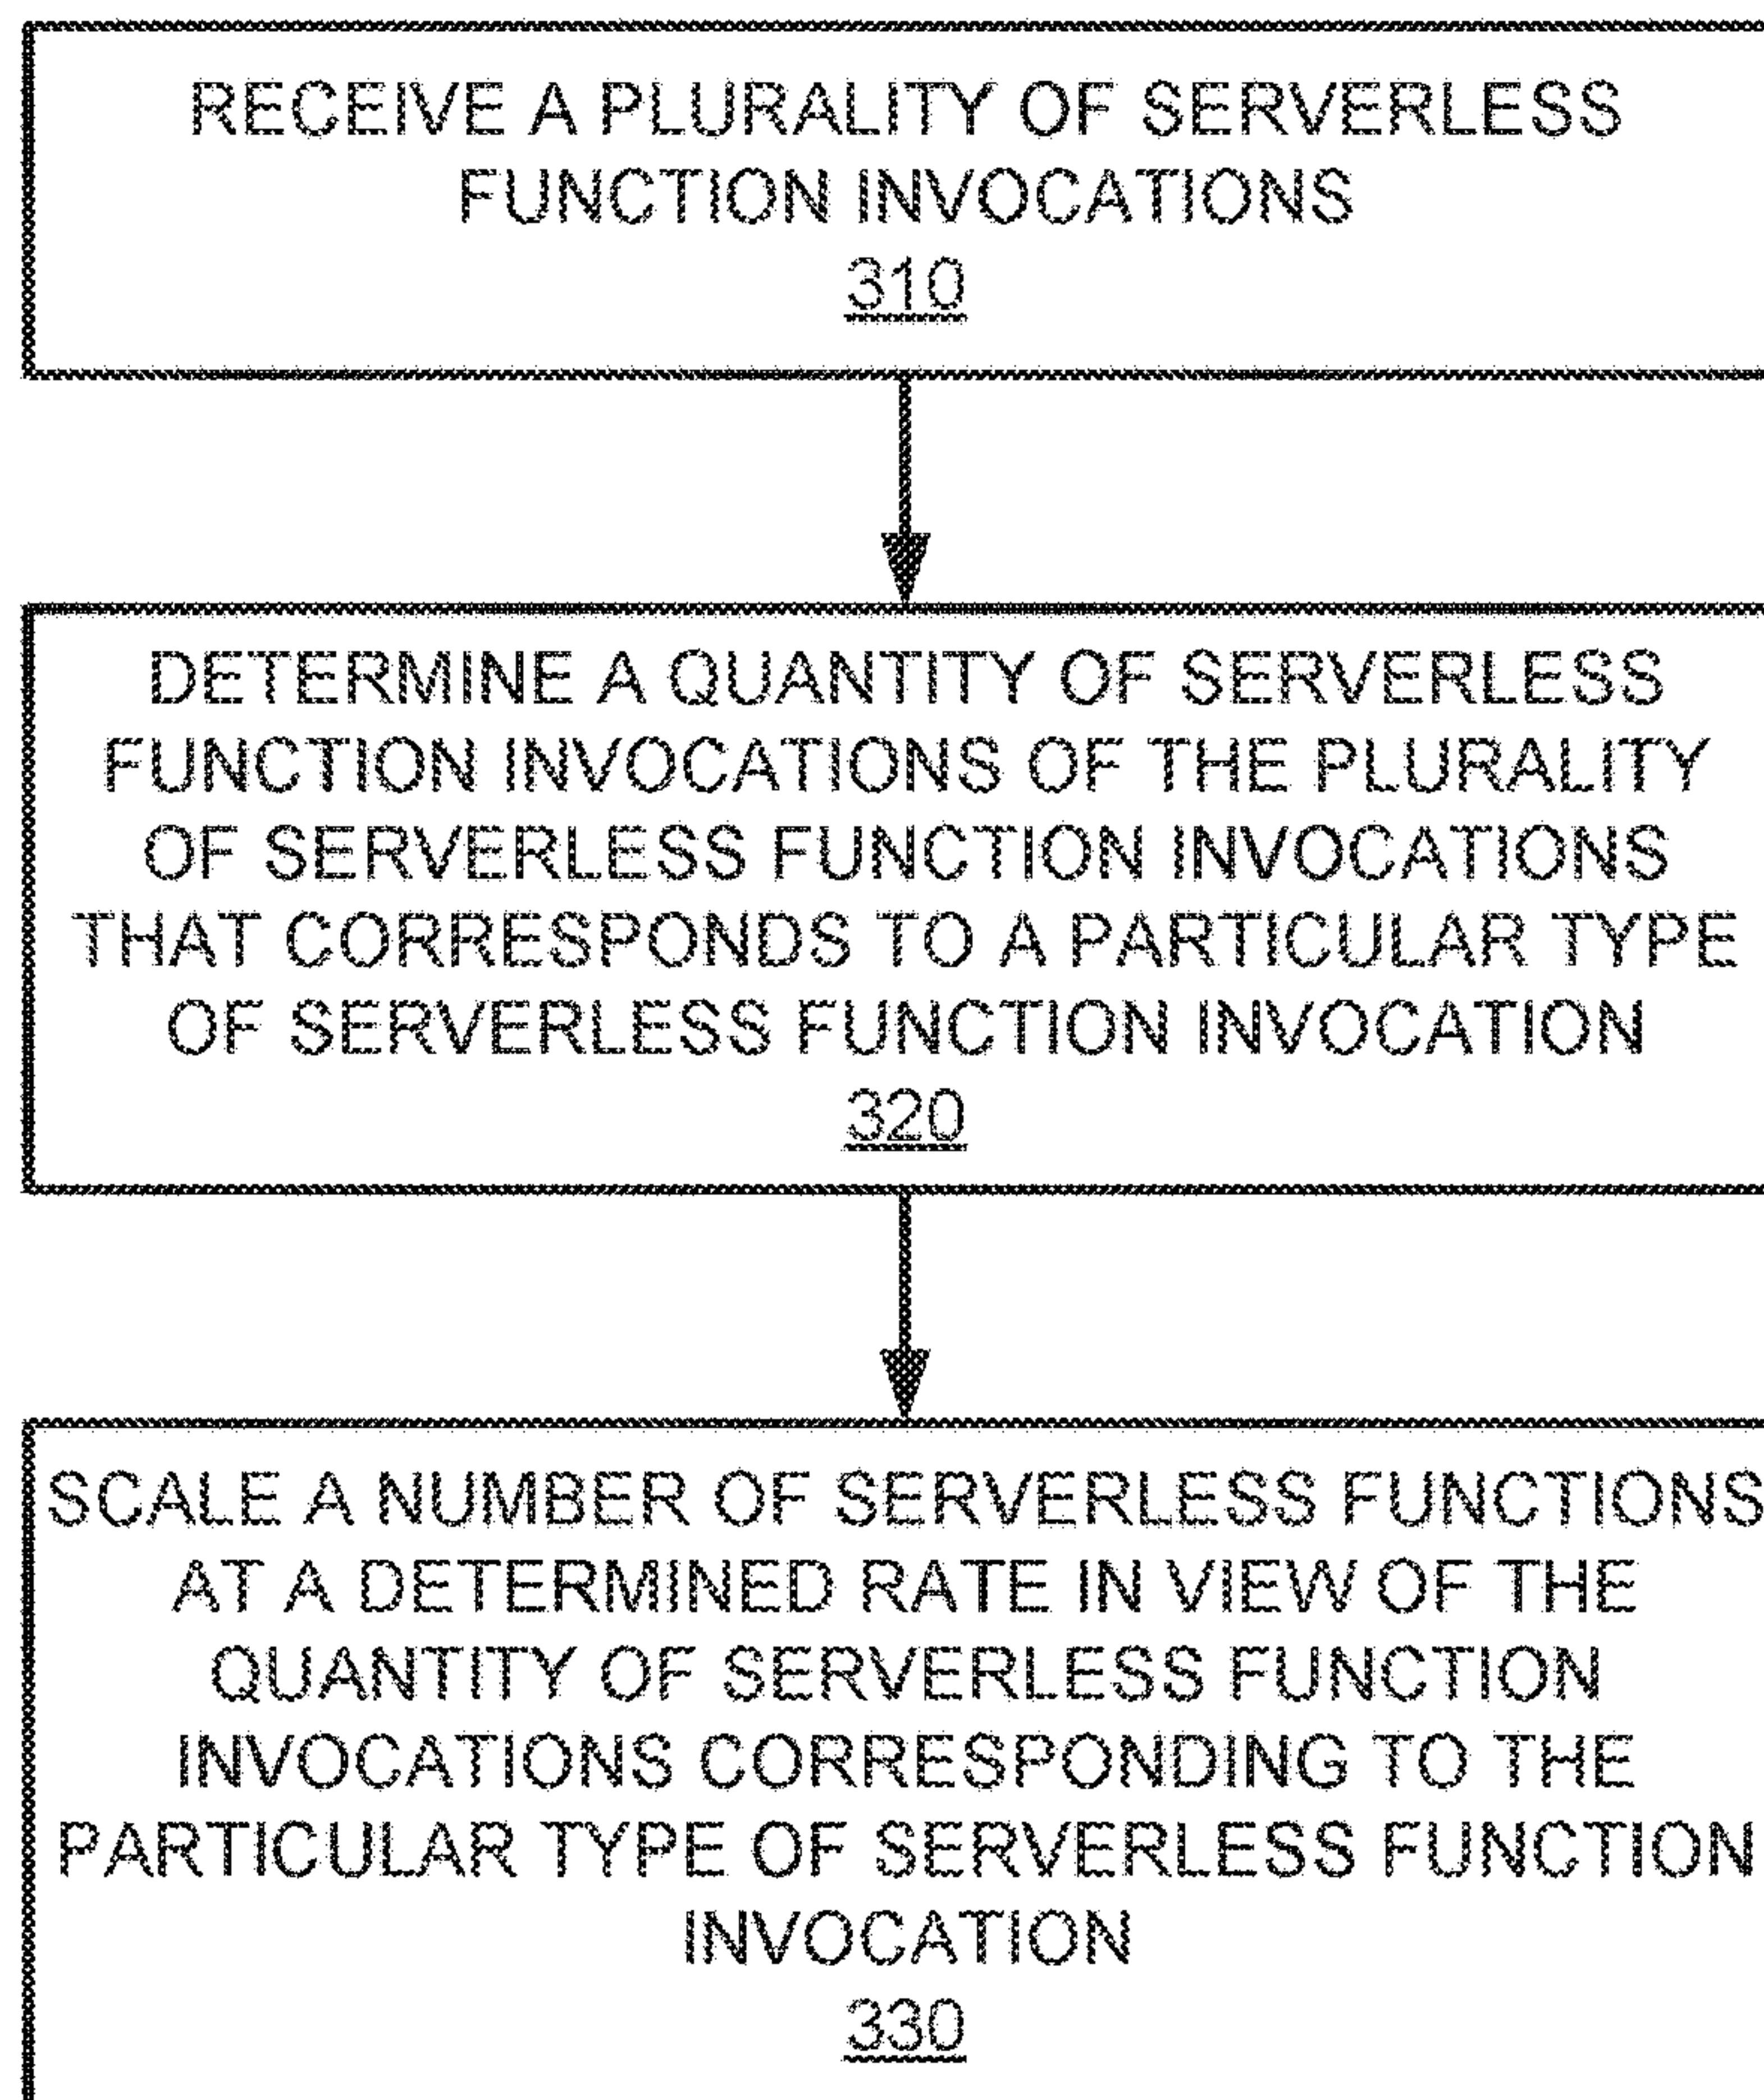 RECEIVE A PLURALITY OF SERVERLESS
FUNCTION INVOCATIONS
310
DETERMINE A QUANTITY OF SERVERLESS
FUNCTION INVOCATIONS OF THE PLURALITY
OF SERVERLESS FUNCTION INVOCATIONS
THAT CORRESPONDS TO A PARTICULAR TYPE
OF SERVERLESS FUNCTION INVOCATION
320
SCALE A NUMBER OF SERVERLESS FUNCTIONS
AT A DETERMINED RATE IN VIEW OF THE
QUANTITY OF SERVERLESS FUNCTION
INVOCATIONS CORRESPONDING TO THE
PARTICULAR TYPE OF SERVERLESS FUNCTION
INVOCATION
330